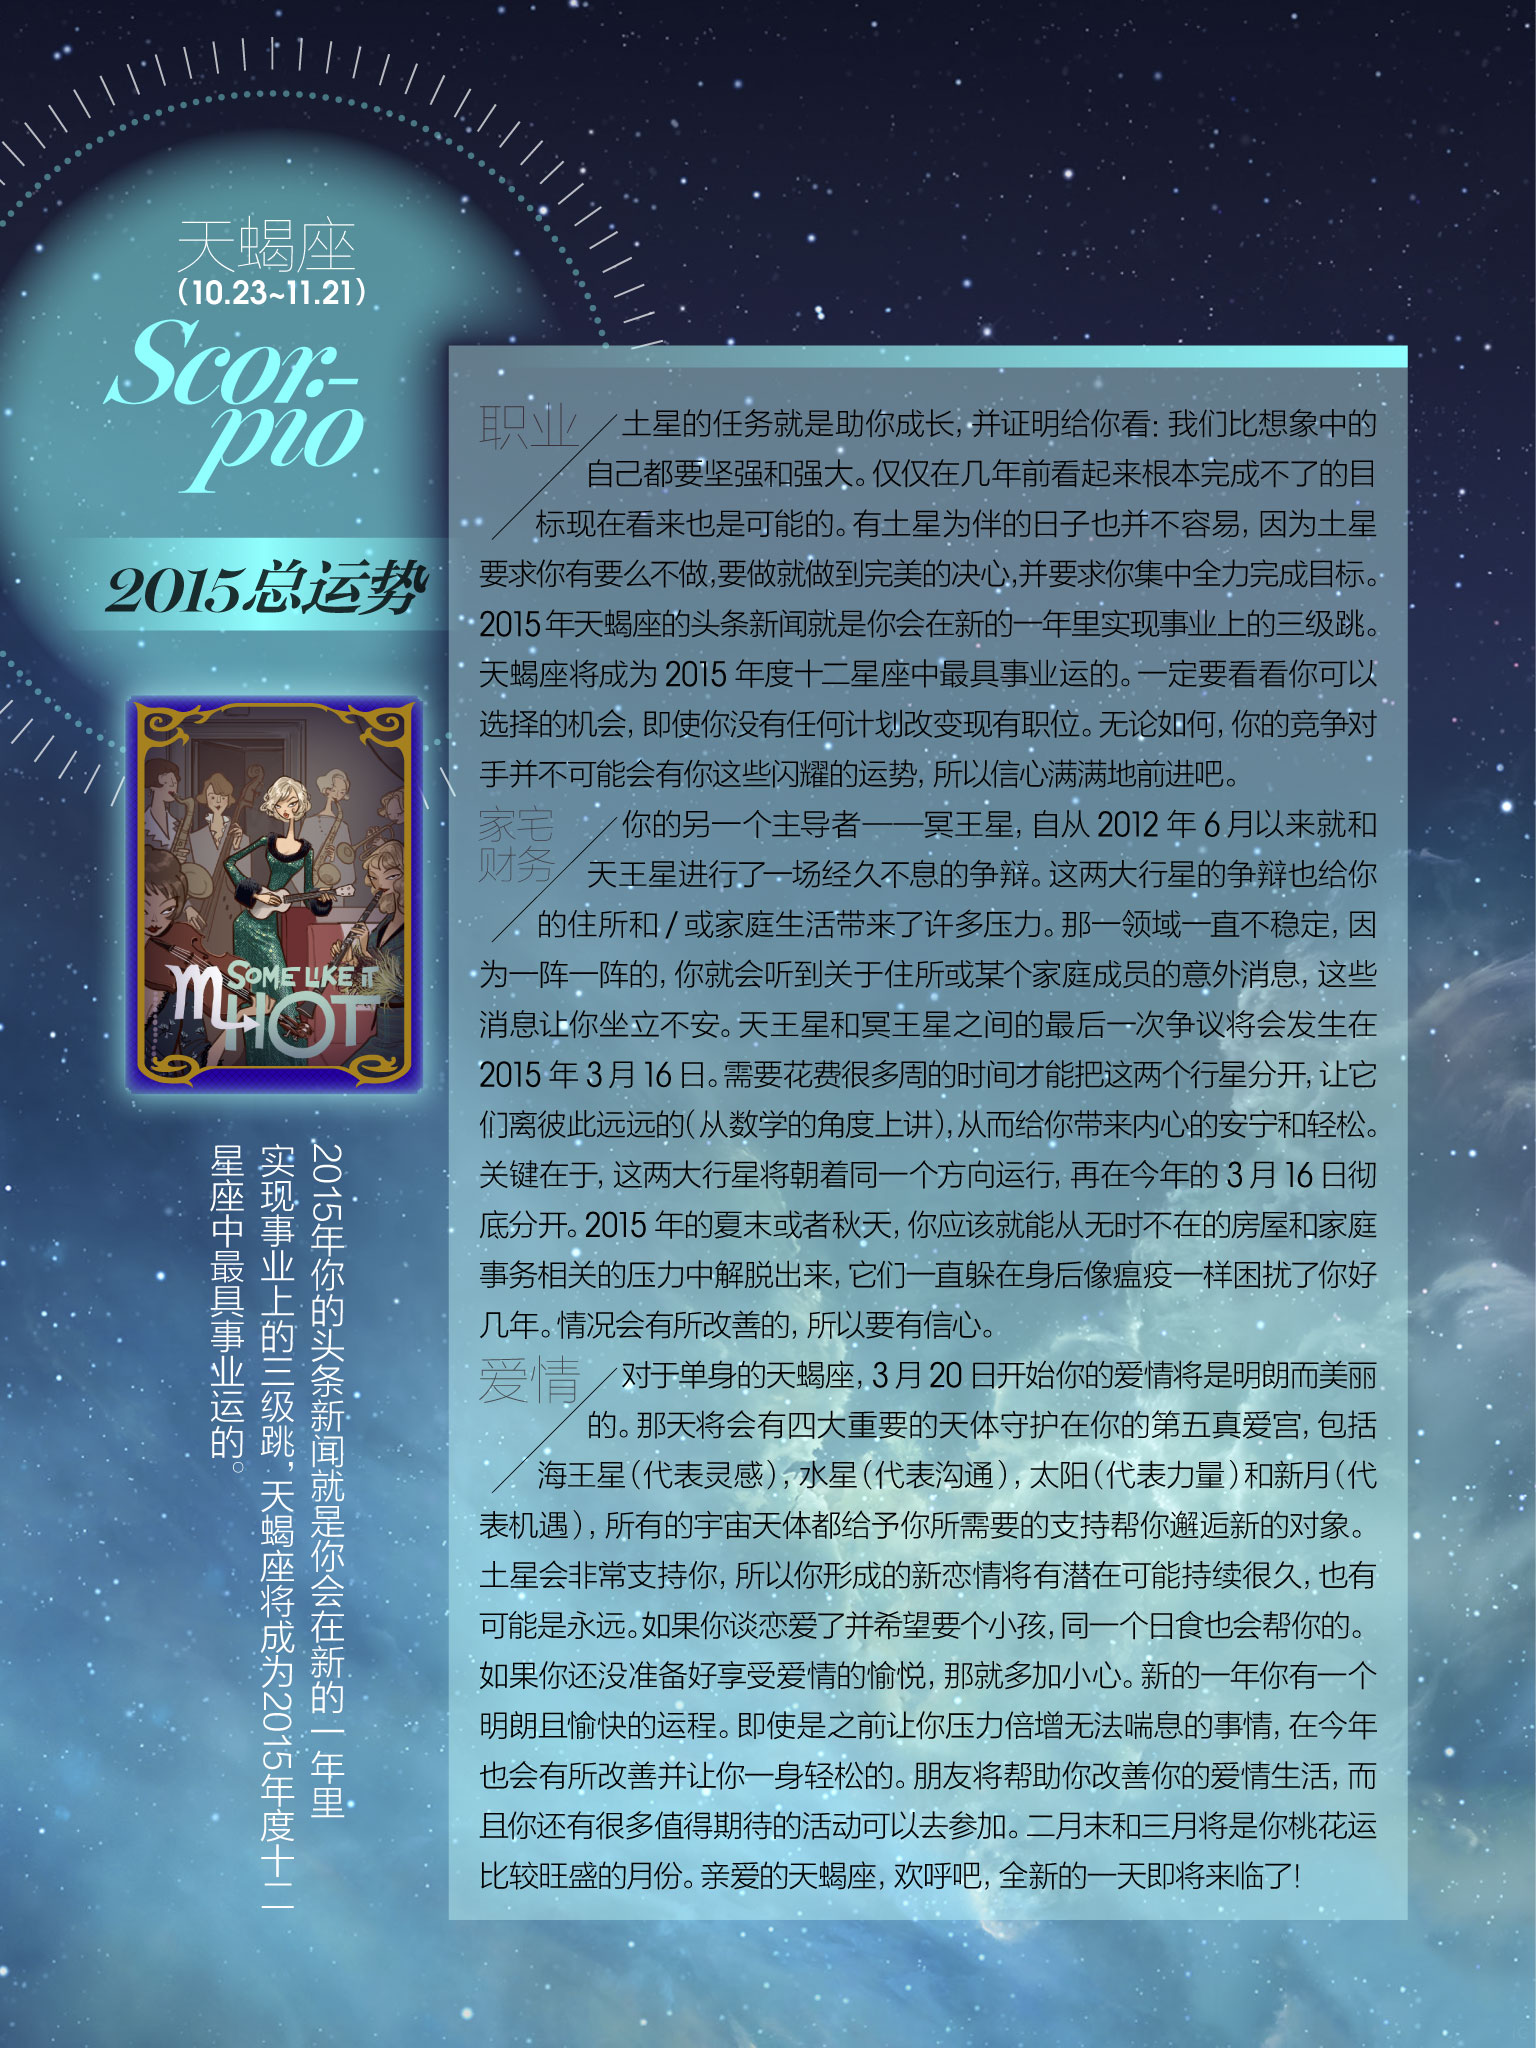 天蝎座
（10.23~11.21）
Scor-
pio
2015总运势
SOME LIKE IT
HOT
2015年你的头条新闻就是你会在新的一年里
实现事业上的三级跳，天蝎座将成为2015年度十二
星座中最具事业运的。
职业
土星的任务就是助你成长，并证明给你看：我们比想象中的
自己都要坚强和强大。仅仅在几年前看起来根本完成不了的目
标现在看来也是可能的。有土星为伴的日子也并不容易，因为土星
要求你有要么不做,要做就做到完美的决心,并要求你集中全力完成目标。
2015年天蝎座的头条新闻就是你会在新的一年里实现事业上的三级跳。
天蝎座将成为 2015 年度十二星座中最具事业运的。一定要看看你可以
选择的机会，即使你没有任何计划改变现有职位。无论如何，你的竞争对
手并不可能会有你这些闪耀的运势，所以信心满满地前进吧。
家宅
财务
你的另一个主导者——冥王星，自从 2012 年 6 月以来就和
天王星进行了一场经久不息的争辩。这两大行星的争辩也给你
的住所和 / 或家庭生活带来了许多压力。那一领域一直不稳定，因
为一阵一阵的，你就会听到关于住所或某个家庭成员的意外消息，这些
消息让你坐立不安。天王星和冥王星之间的最后一次争议将会发生在
2015 年 3 月 16 日。需要花费很多周的时间才能把这两个行星分开，让它
们离彼此远远的（从数学的角度上讲），从而给你带来内心的安宁和轻松。
关键在于，这两大行星将朝着同一个方向运行，再在今年的 3 月 16 日彻
底分开。2015 年的夏末或者秋天，你应该就能从无时不在的房屋和家庭
事务相关的压力中解脱出来，它们一直躲在身后像瘟疫一样困扰了你好
几年。情况会有所改善的，所以要有信心。
爱情
对于单身的天蝎座，3 月 20 日开始你的爱情将是明朗而美丽
的。那天将会有四大重要的天体守护在你的第五真爱宫，包括
海王星（代表灵感），水星（代表沟通），太阳（代表力量）和新月（代
表机遇），所有的宇宙天体都给予你所需要的支持帮你邂逅新的对象。
土星会非常支持你，所以你形成的新恋情将有潜在可能持续很久，也有
可能是永远。如果你谈恋爱了并希望要个小孩，同一个日食也会帮你的。
如果你还没准备好享受爱情的愉悦，那就多加小心。新的一年你有一个
明朗且愉快的运程。即使是之前让你压力倍增无法喘息的事情，在今年
也会有所改善并让你一身轻松的。朋友将帮助你改善你的爱情生活，而
且你还有很多值得期待的活动可以去参加。二月末和三月将是你桃花运
比较旺盛的月份。亲爱的天蝎座，欢呼吧，全新的一天即将来临了！